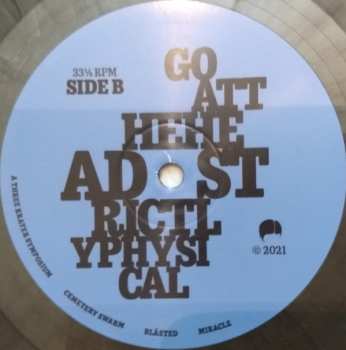 33⅓ RPM
SIDE B
GO
ATT
HEHE
AD ST
RICTL
YPHYSI
CAL
© 2021
A THREE KRATER SYMPOSIUM
CEMETERY SWARM
BLÅSTED
MIRACLE